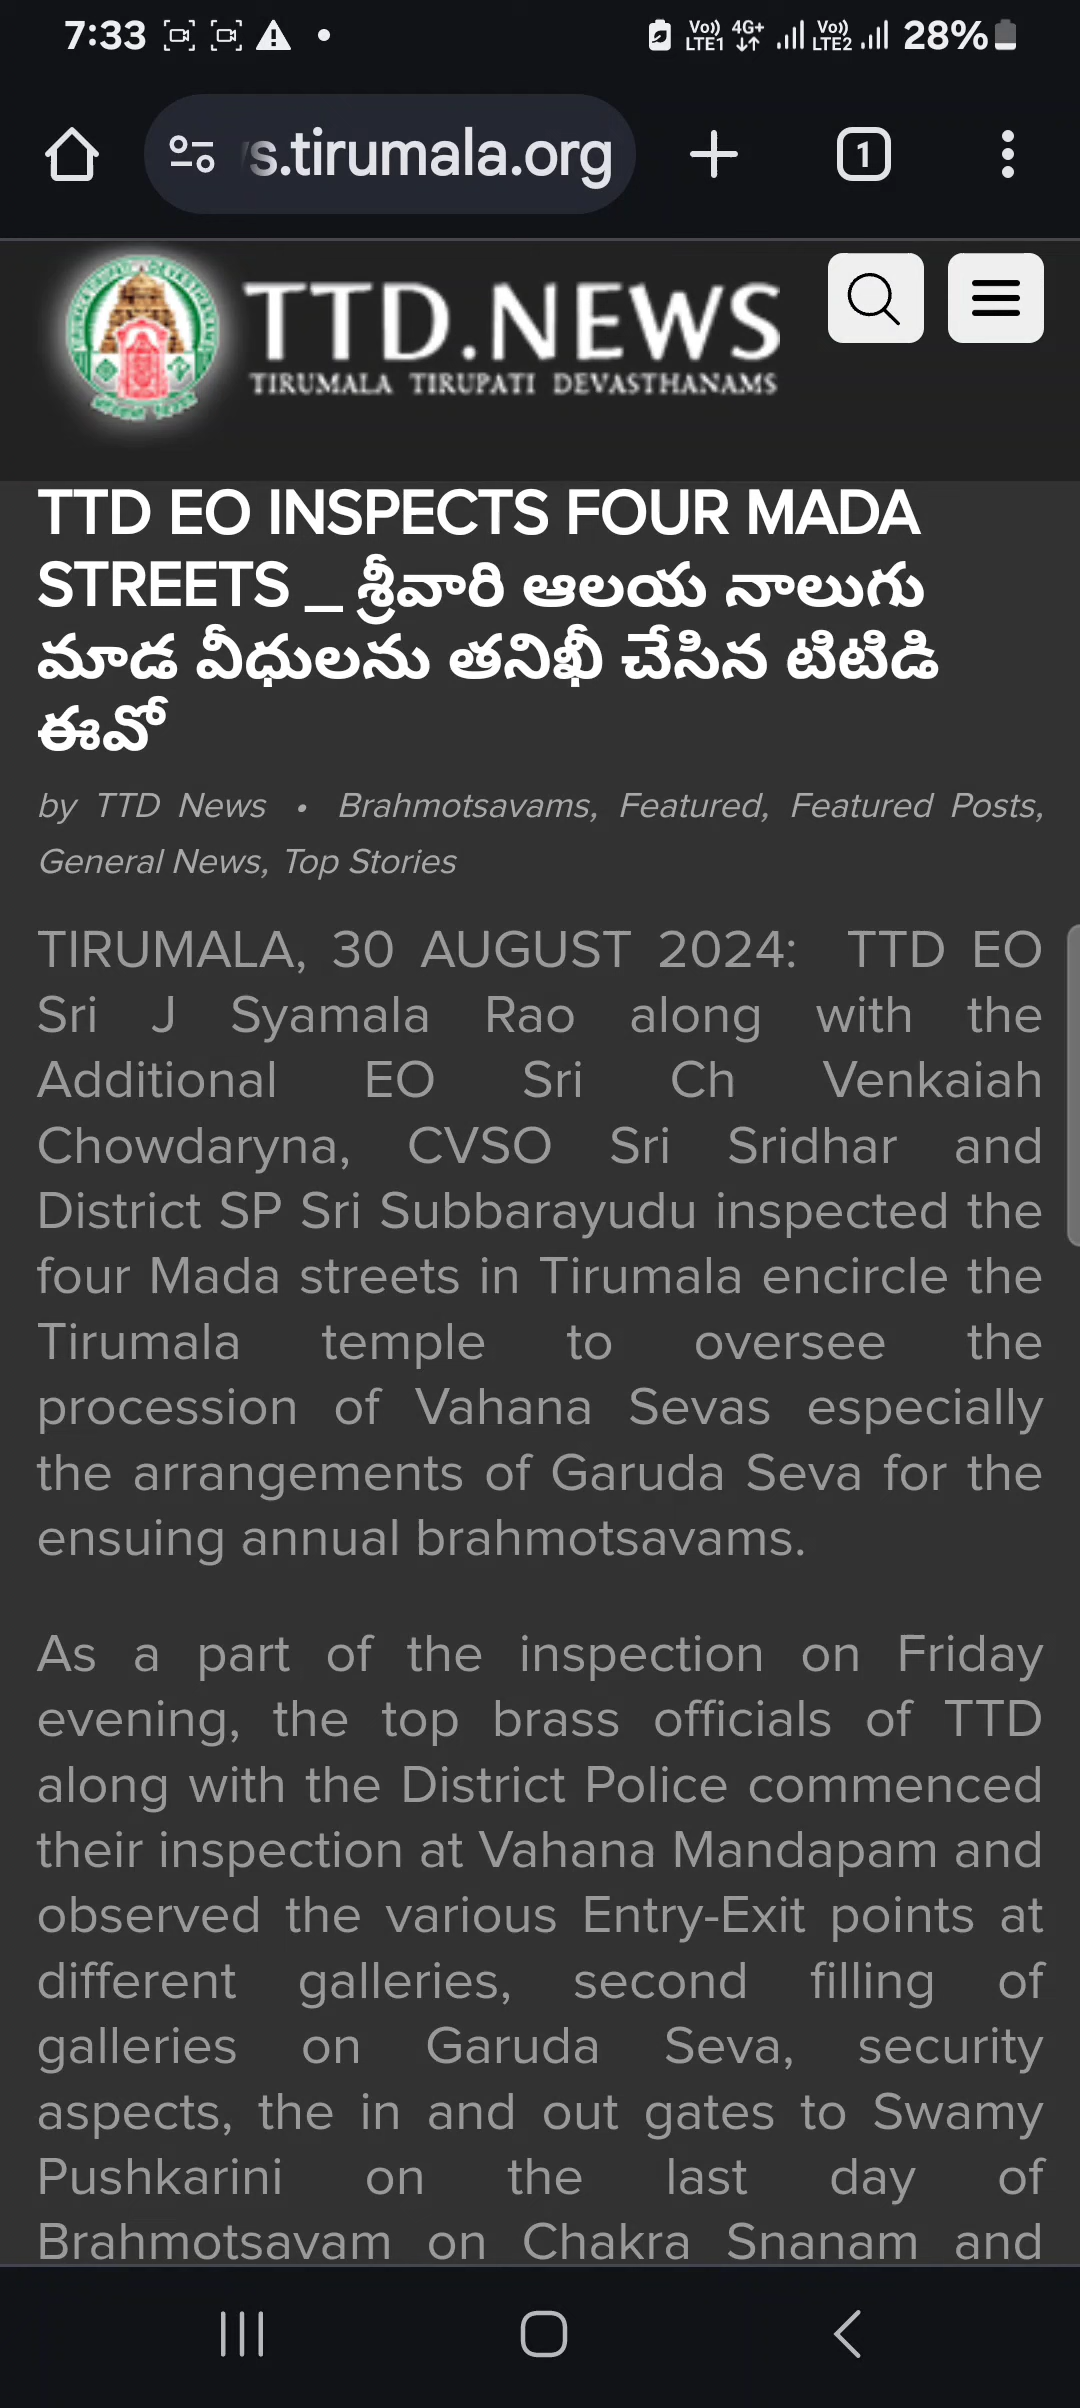 7:33
Vo)) LTE1 4G+ Vo)) LTE2 28%
s.tirumala.org
1
TTD.NEWS
TIRUMALA TIRUPATI DEVASTHANAMS
TTD EO INSPECTS FOUR MADA
STREETS _ శ్రీవారి ఆలయ నాలుగు
మాడ వీధులను తనిఖీ చేసిన టిటిడి
ఈవో
by TTD News • Brahmotsavams, Featured, Featured Posts,
General News, Top Stories
TIRUMALA, 30 AUGUST 2024: TTD EO
Sri J Syamala Rao along with the
Additional EO Sri Ch Venkaiah
Chowdaryna, CVSO Sri Sridhar and
District SP Sri Subbarayudu inspected the
four Mada streets in Tirumala encircle the
Tirumala temple to oversee the
procession of Vahana Sevas especially
the arrangements of Garuda Seva for the
ensuing annual brahmotsavams.
As a part of the inspection on Friday
evening, the top brass officials of TTD
along with the District Police commenced
their inspection at Vahana Mandapam and
observed the various Entry-Exit points at
different galleries, second filling of
galleries on Garuda Seva, security
aspects, the in and out gates to Swamy
Pushkarini on the last day of
Brahmotsavam on Chakra Snanam and